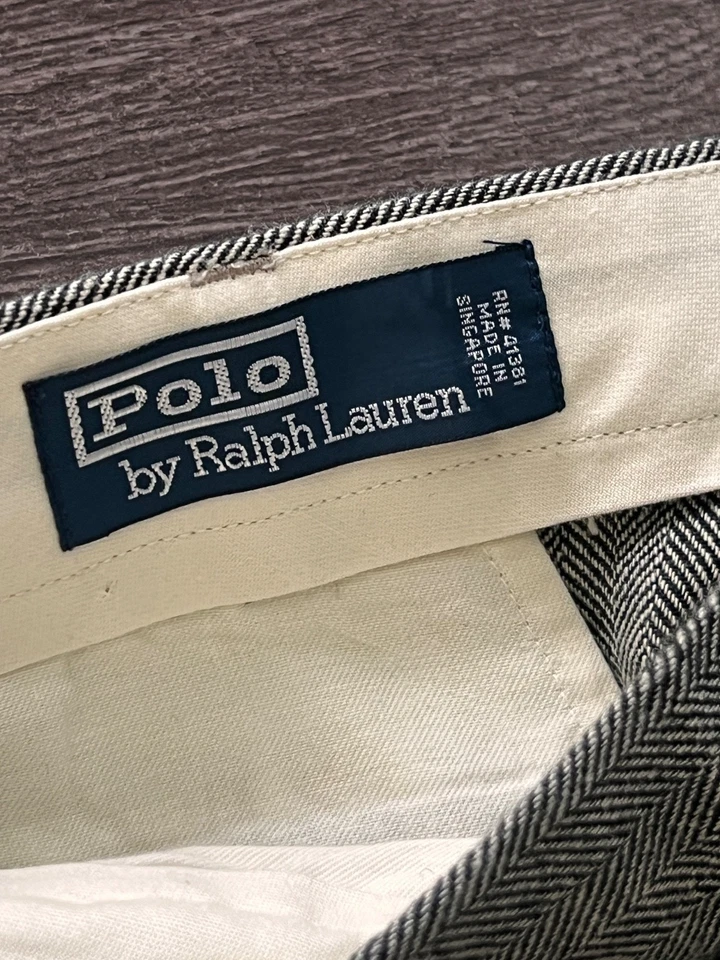 Polo
by Ralph Lauren
RN# 41381
MADE IN
SINGAPORE